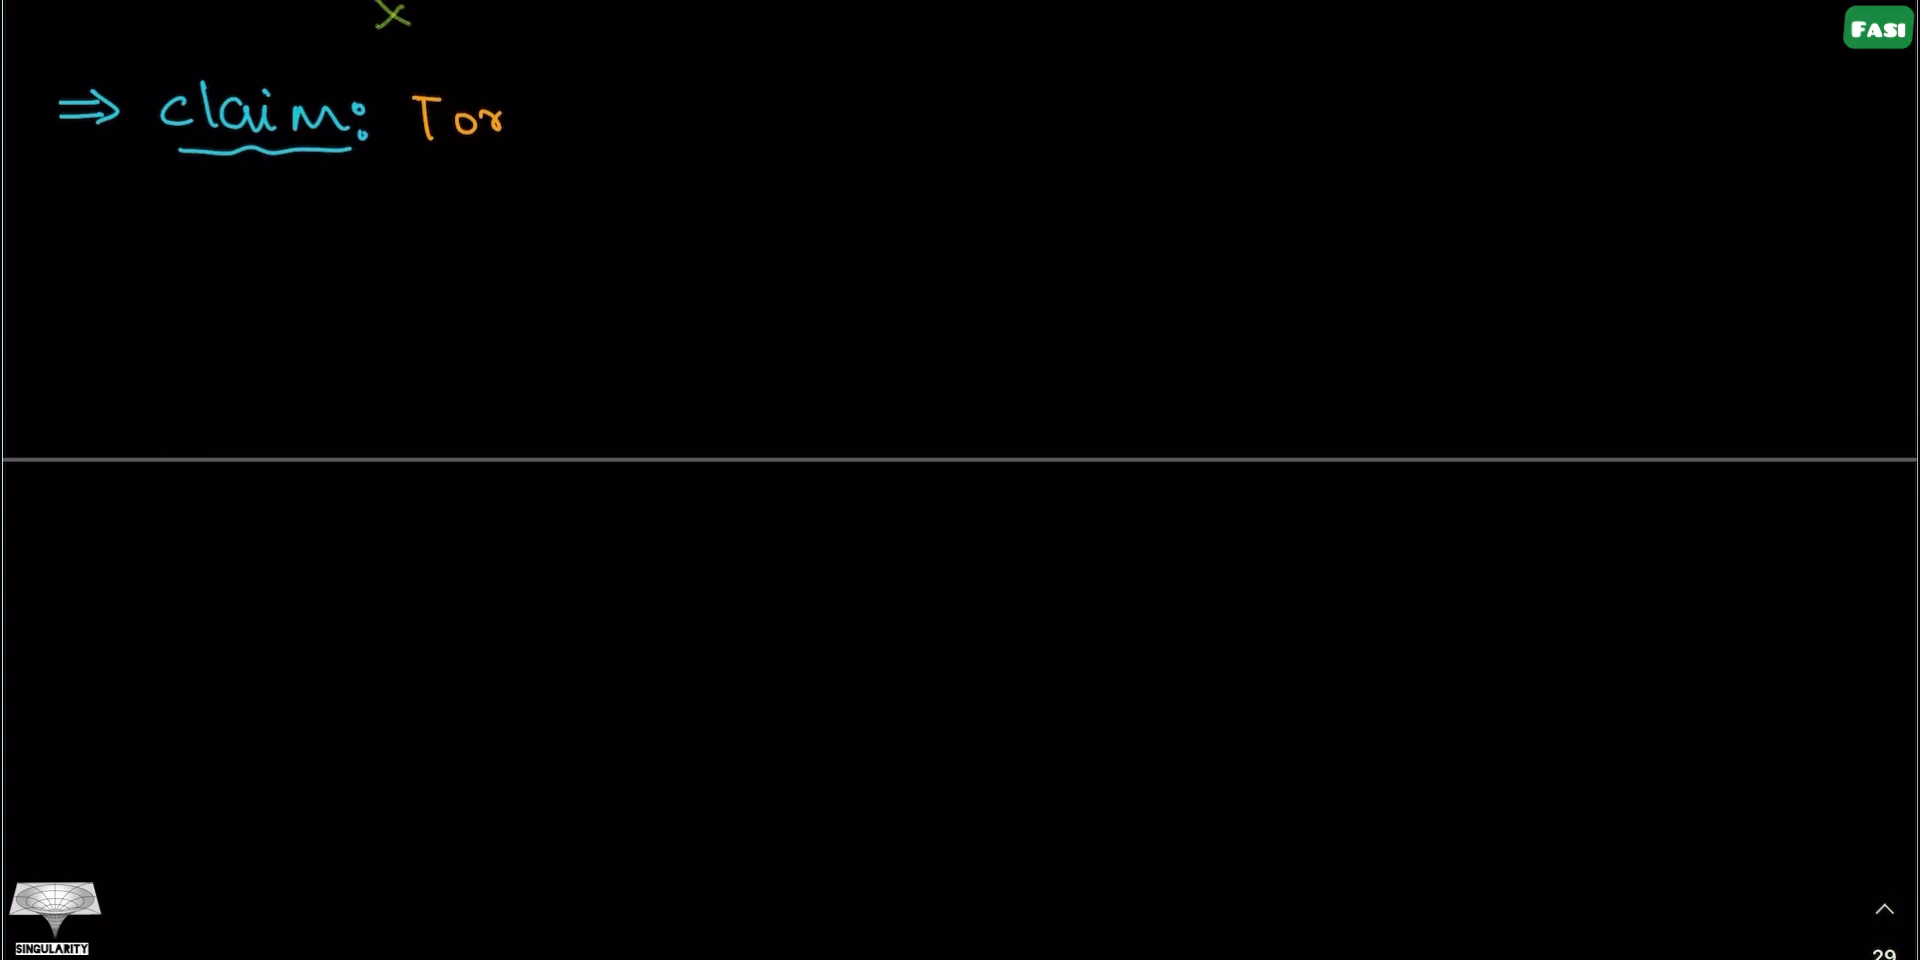 x
FASI
⇒ claim: Tor
SINGULARITY
29